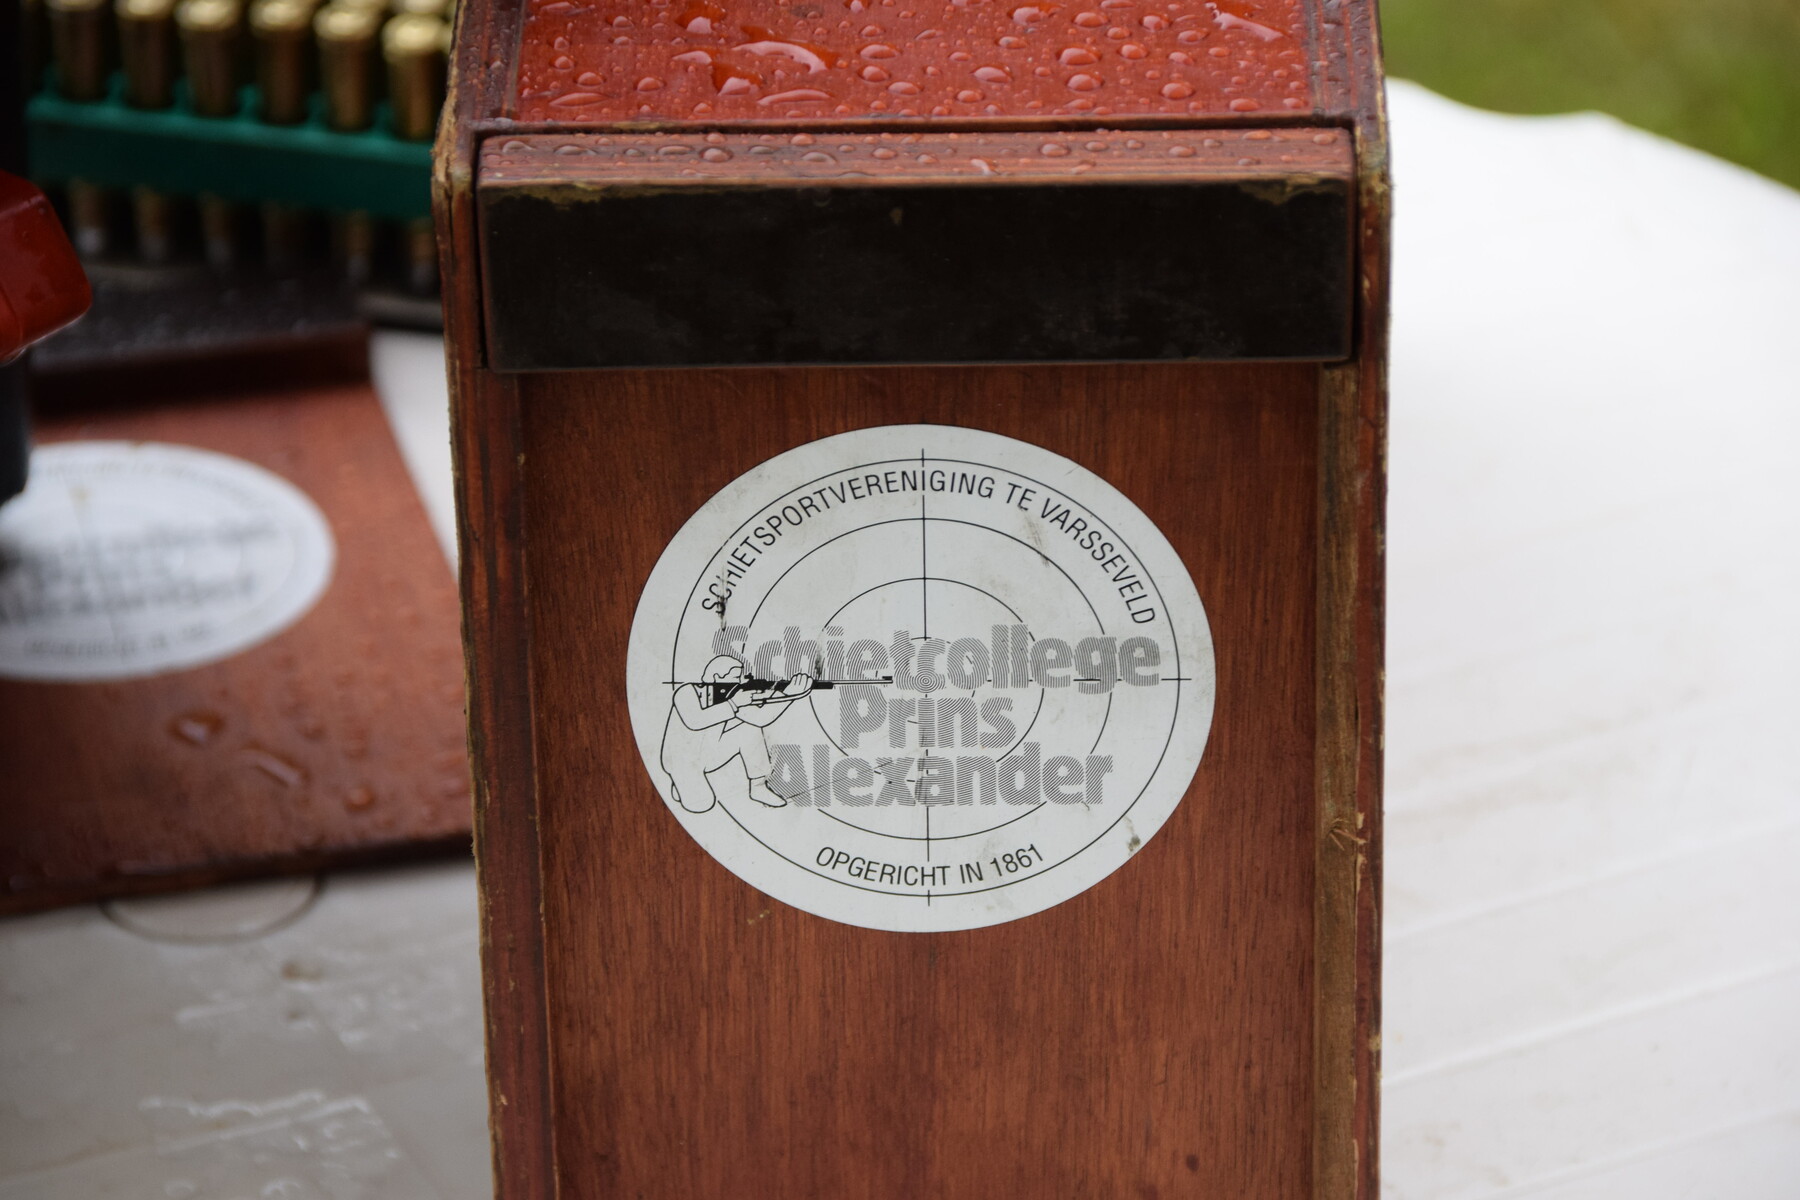 SCHIETSPORTVERENIGING TE VARSSEVELD
Schietcollege
Prins
Alexander
OPGERICHT IN 1861